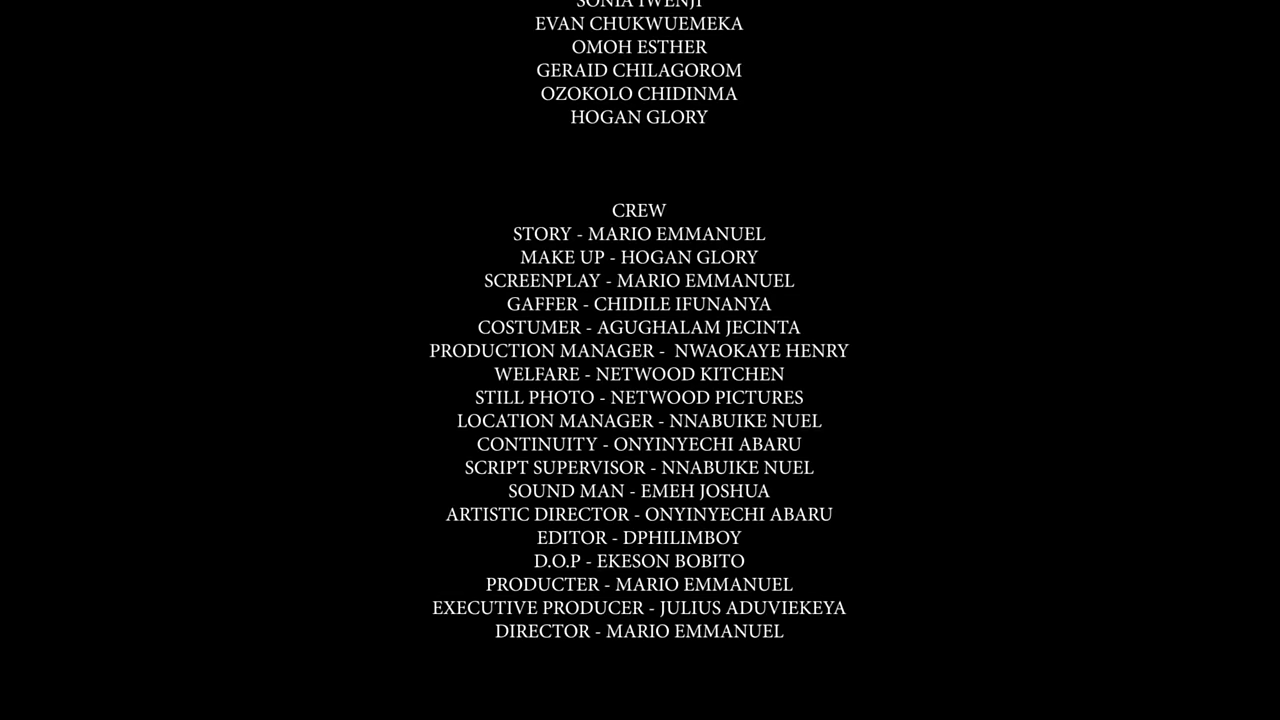 SONIA IWENJI
EVAN CHUKWUEMEKA
OMOH ESTHER
GERAID CHILAGOROM
OZOKOLO CHIDINMA
HOGAN GLORY
CREW
STORY - MARIO EMMANUEL
MAKE UP - HOGAN GLORY
SCREENPLAY - MARIO EMMANUEL
GAFFER - CHIDILE IFUNANYA
COSTUMER - AGUGHALAM JECINTA
PRODUCTION MANAGER -  NWAOKAYE HENRY
WELFARE - NETWOOD KITCHEN
STILL PHOTO - NETWOOD PICTURES
LOCATION MANAGER - NNABUIKE NUEL
CONTINUITY - ONYINYECHI ABARU
SCRIPT SUPERVISOR - NNABUIKE NUEL
SOUND MAN - EMEH JOSHUA
ARTISTIC DIRECTOR - ONYINYECHI ABARU
EDITOR - DPHILIMBOY
D.O.P - EKESON BOBITO
PRODUCTER - MARIO EMMANUEL
EXECUTIVE PRODUCER - JULIUS ADUVIEKEYA
DIRECTOR - MARIO EMMANUEL